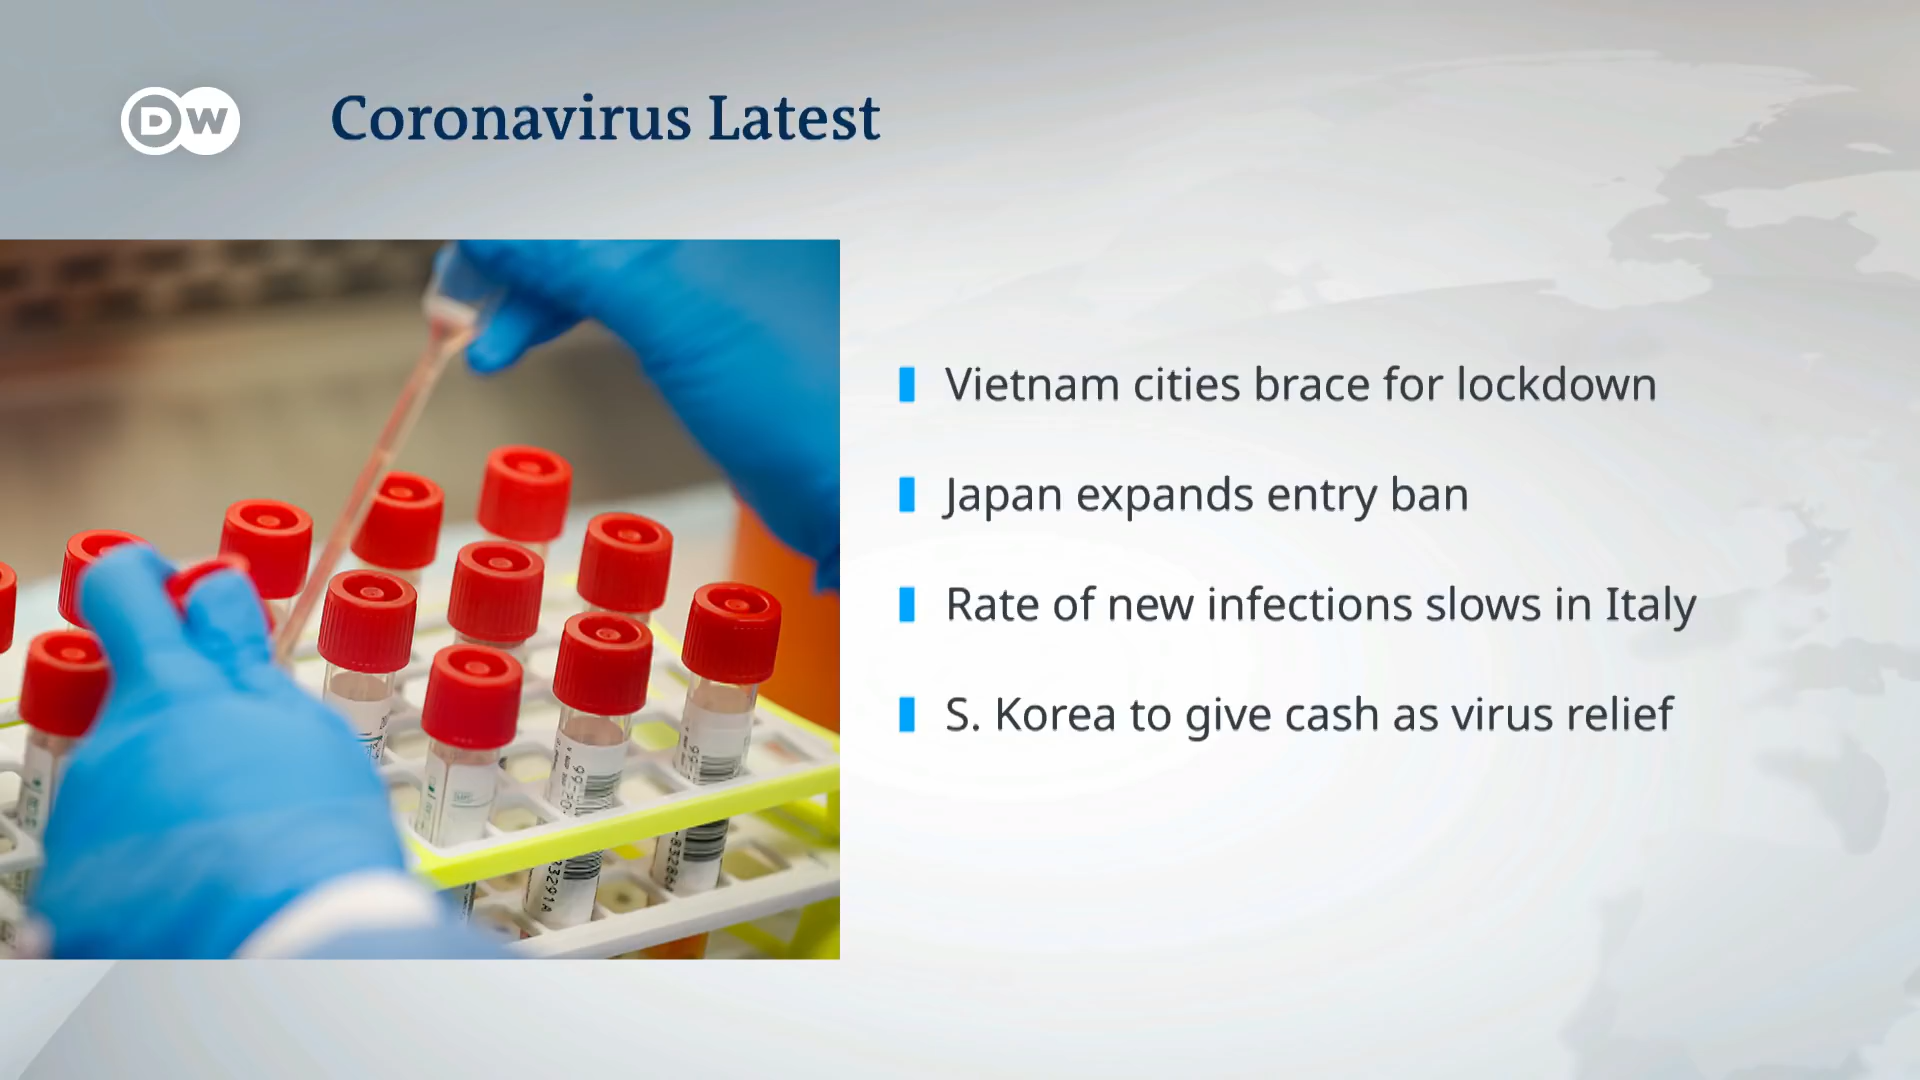 DW
Coronavirus Latest
Vietnam cities brace for lockdown
Japan expands entry ban
Rate of new infections slows in Italy
S. Korea to give cash as virus relief